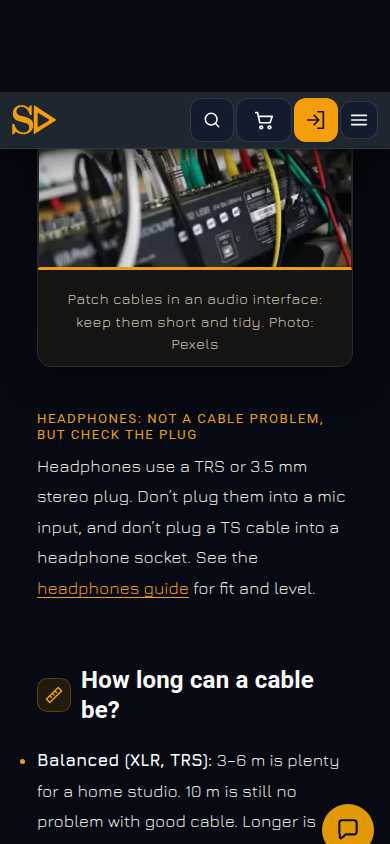 SD
Patch cables in an audio interface:
keep them short and tidy. Photo:
Pexels
HEADPHONES: NOT A CABLE PROBLEM,
BUT CHECK THE PLUG
Headphones use a TRS or 3.5 mm
stereo plug. Don't plug them into a mic
input, and don't plug a TS cable into a
headphone socket. See the
headphones guide for fit and level.
How long can a cable
be?
• Balanced (XLR, TRS): 3–6 m is plenty
for a home studio. 10 m is still no
problem with good cable. Longer is